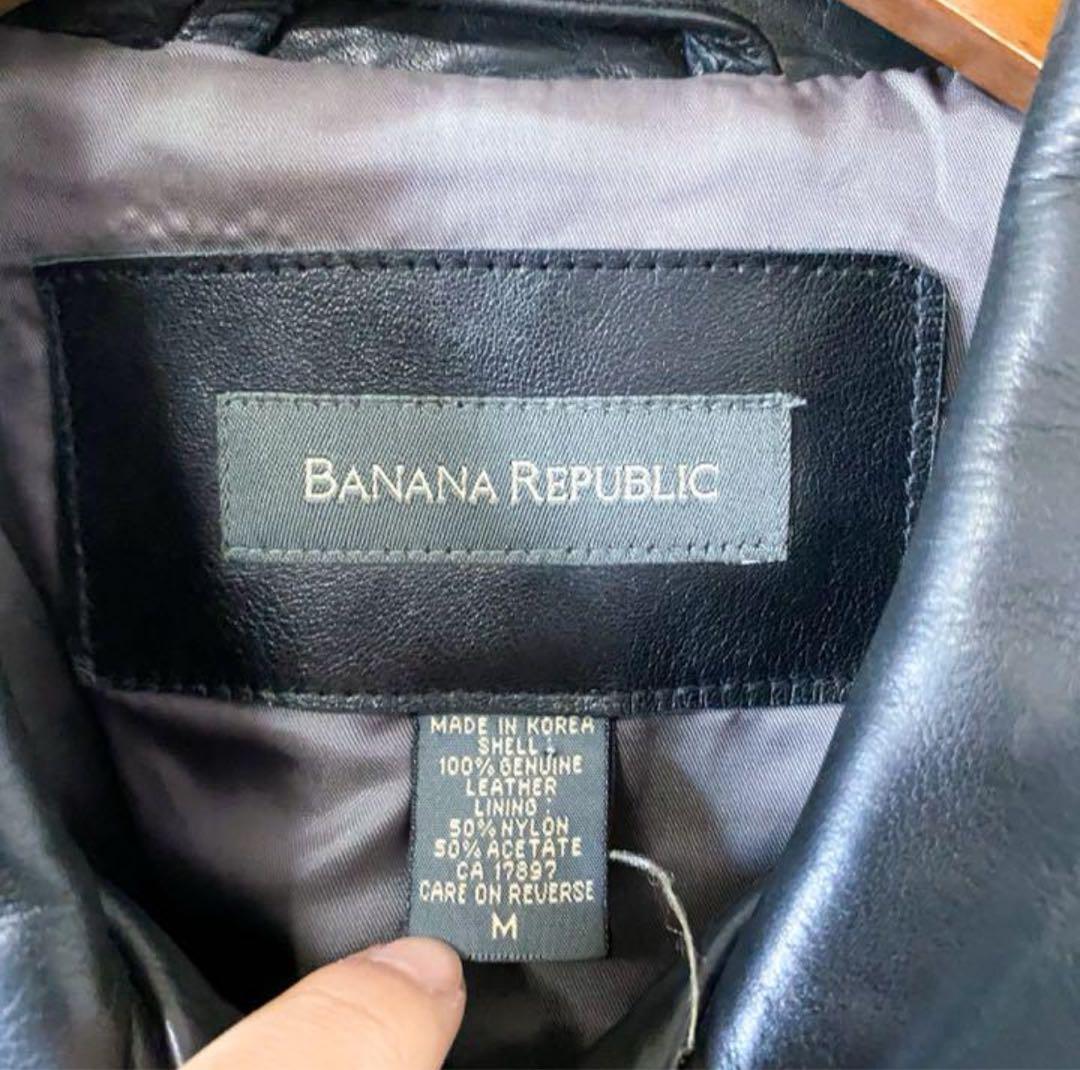 BANANA REPUBLIC
MADE IN KOREA
SHELL :
100% GENUINE
LEATHER
LINING :
50% NYLON
50% ACETATE
CA 17897
CARE ON REVERSE
M